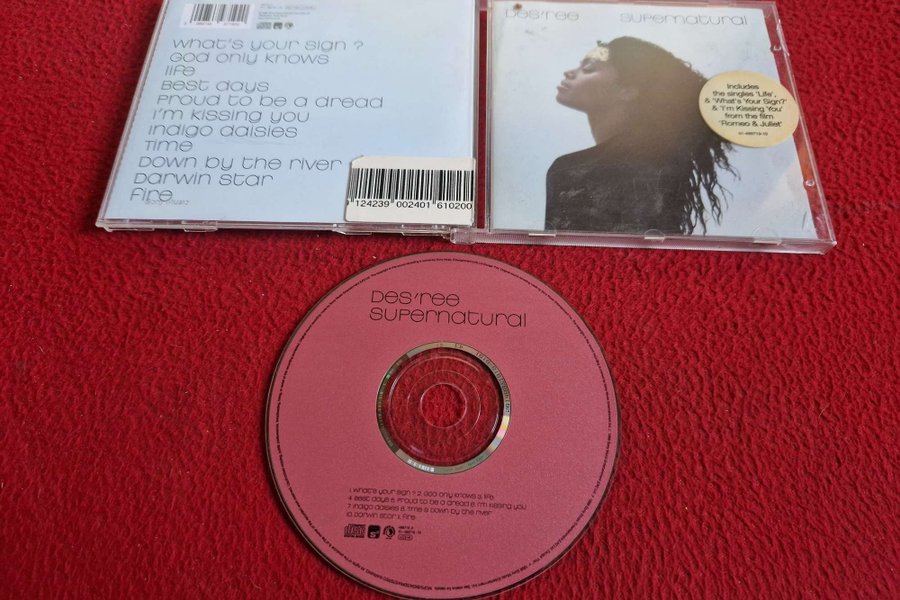 What's your sign ?
God only knows
life
Best days
Proud to be a dread
I'm kissing you
Indigo daisies
Time
Down by the river
Darwin star
fire
124239 002401 610200
Des'ree
Supernatural
Includes
the singles 'Life',
& 'What's Your Sign?'
& 'I'm Kissing You'
from the film
'Romeo & Juliet'
01-489719-10
Des'ree
Supernatural
1. What's your sign ? 2. God only knows 3. life
4. Best days 5. Proud to be a dread 6. I'm kissing you
7. Indigo daisies 8. Time 9. Down by the river
10. Darwin star 11. fire